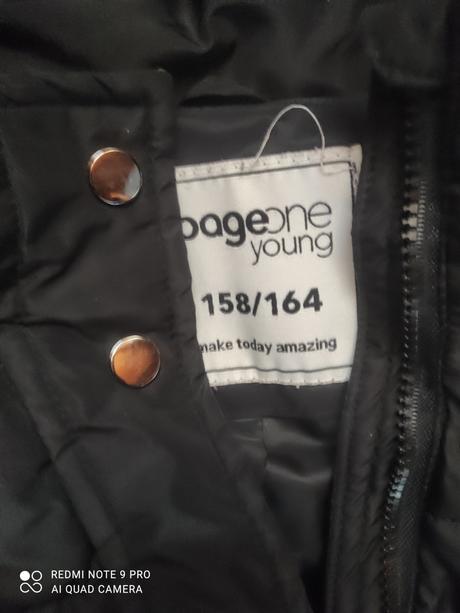 pageone
young
158/164
make today amazing
REDMI NOTE 9 PRO
AI QUAD CAMERA